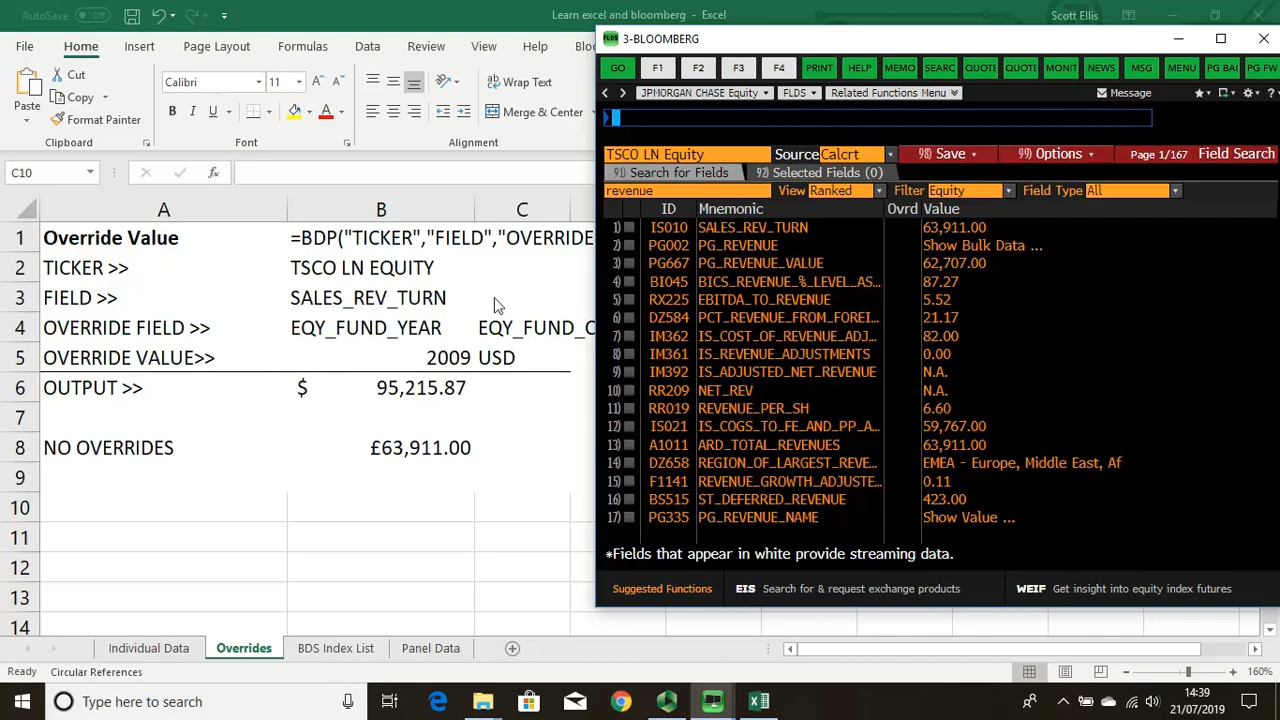 AutoSave Off Learn excel and bloomberg - Excel Scott Ellis
File Home Insert Page Layout Formulas Data Review View Help
Paste
Cut
Copy
Format Painter
Clipboard
Calibri 11
B I U
Font
Wrap Text
Merge & Center
Alignment
C10 fx
A B C
1 Override Value =BDP("TICKER","FIELD","OVERRIDE
2 TICKER >> TSCO LN EQUITY
3 FIELD >> SALES_REV_TURN
4 OVERRIDE FIELD >> EQY_FUND_YEAR EQY_FUND_C
5 OVERRIDE VALUE>> 2009 USD
6 OUTPUT >> $ 95,215.87
7
8 NO OVERRIDES £63,911.00
9
10
11
12
13
14
Individual Data Overrides BDS Index List Panel Data
Ready Circular References 160%
FLDS 3-BLOOMBERG
GO F1 F2 F3 F4 PRINT HELP MEMO SEARC QUOTE QUOTE MONIT NEWS MSG MENU PG BAC PG FW
JPMORGAN CHASE Equity FLDS Related Functions Menu Message
TSCO LN Equity Source Calcrt 98) Save 99) Options Page 1/167 Field Search
91) Search for Fields 92) Selected Fields (0)
revenue View Ranked Filter Equity Field Type All
ID Mnemonic Ovrd Value
1) IS010 SALES_REV_TURN 63,911.00
2) PG002 PG_REVENUE Show Bulk Data ...
3) PG667 PG_REVENUE_VALUE 62,707.00
4) BI045 BICS_REVENUE_%_LEVEL_AS... 87.27
5) RX225 EBITDA_TO_REVENUE 5.52
6) DZ584 PCT_REVENUE_FROM_FOREI... 21.17
7) IM362 IS_COST_OF_REVENUE_ADJ... 82.00
8) IM361 IS_REVENUE_ADJUSTMENTS 0.00
9) IM392 IS_ADJUSTED_NET_REVENUE N.A.
10) RR209 NET_REV N.A.
11) RR019 REVENUE_PER_SH 6.60
12) IS021 IS_COGS_TO_FE_AND_PP_A... 59,767.00
13) A1011 ARD_TOTAL_REVENUES 63,911.00
14) DZ658 REGION_OF_LARGEST_REVE... EMEA - Europe, Middle East, Af
15) F1141 REVENUE_GROWTH_ADJUSTE... 0.11
16) BS515 ST_DEFERRED_REVENUE 423.00
17) PG335 PG_REVENUE_NAME Show Value ...
*Fields that appear in white provide streaming data.
Suggested Functions EIS Search for & request exchange products WEIF Get insight into equity index futures
Type here to search
14:39
21/07/2019